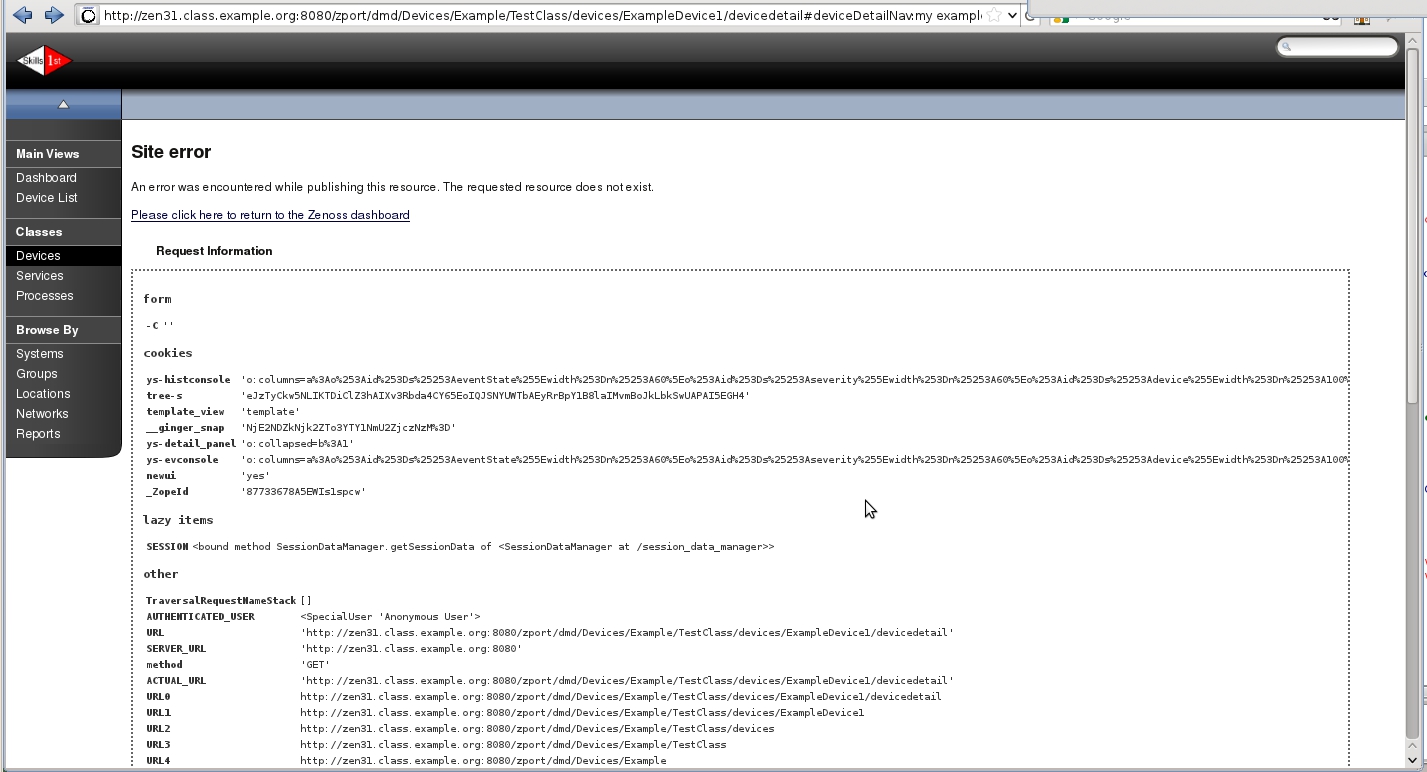 http://zen31.class.example.org:8080/zport/dmd/Devices/Example/TestClass/devices/ExampleDevice1/devicedetail#deviceDetailNav:my exampl
Skills 1st
Main Views
Dashboard
Device List
Classes
Devices
Services
Processes
Browse By
Systems
Groups
Locations
Networks
Reports
Site error
An error was encountered while publishing this resource. The requested resource does not exist.
Please click here to return to the Zenoss dashboard
Request Information
form
-C ''
cookies
ys-histconsole 'o:columns=a%3Ao%253Aid%253Ds%25253AeventState%255Ewidth%253Dn%25253A60%5Eo%253Aid%253Ds%25253Aseverity%255Ewidth%253Dn%25253A60%5Eo%253Aid%253Ds%25253Adevice%255Ewidth%253Dn%25253A100%
tree-s 'eJzTyCkw5NLIKTDiClZ3hAIXv3Rbda4CY65EoIQJSNYUWTbAEyRrBpY1B8laIMvmBoJkLbkSwUAPAI5EGH4'
template_view 'template'
__ginger_snap 'NjE2NDZkNjk2ZTo3YTY1NmU2ZjczNzM%3D'
ys-detail_panel 'o:collapsed=b%3A1'
ys-evconsole 'o:columns=a%3Ao%253Aid%253Ds%25253AeventState%255Ewidth%253Dn%25253A60%5Eo%253Aid%253Ds%25253Aseverity%255Ewidth%253Dn%25253A60%5Eo%253Aid%253Ds%25253Adevice%255Ewidth%253Dn%25253A100%
newui 'yes'
_ZopeId '87733678A5EWIs1spcw'
lazy items
SESSION <bound method SessionDataManager.getSessionData of <SessionDataManager at /session_data_manager>>
other
TraversalRequestNameStack []
AUTHENTICATED_USER <SpecialUser 'Anonymous User'>
URL 'http://zen31.class.example.org:8080/zport/dmd/Devices/Example/TestClass/devices/ExampleDevice1/devicedetail'
SERVER_URL 'http://zen31.class.example.org:8080'
method 'GET'
ACTUAL_URL 'http://zen31.class.example.org:8080/zport/dmd/Devices/Example/TestClass/devices/ExampleDevice1/devicedetail'
URL0 http://zen31.class.example.org:8080/zport/dmd/Devices/Example/TestClass/devices/ExampleDevice1/devicedetail
URL1 http://zen31.class.example.org:8080/zport/dmd/Devices/Example/TestClass/devices/ExampleDevice1
URL2 http://zen31.class.example.org:8080/zport/dmd/Devices/Example/TestClass/devices
URL3 http://zen31.class.example.org:8080/zport/dmd/Devices/Example/TestClass
URL4 http://zen31.class.example.org:8080/zport/dmd/Devices/Example